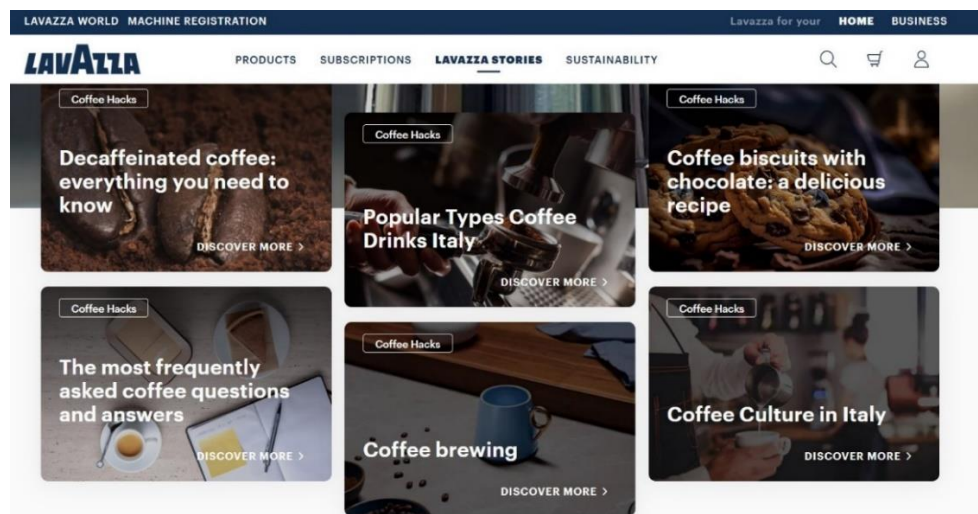 LAVAZZA WORLD MACHINE REGISTRATION
Lavazza for your HOME BUSINESS
LAVAZZA
PRODUCTS SUBSCRIPTIONS LAVAZZA STORIES SUSTAINABILITY
Coffee Hacks
Decaffeinated coffee:
everything you need to
know
DISCOVER MORE >
Coffee Hacks
Popular Types Coffee
Drinks Italy
DISCOVER MORE >
Coffee Hacks
Coffee biscuits with
chocolate: a delicious
recipe
DISCOVER MORE >
Coffee Hacks
The most frequently
asked coffee questions
and answers
DISCOVER MORE >
Coffee Hacks
Coffee brewing
DISCOVER MORE >
Coffee Hacks
Coffee Culture in Italy
DISCOVER MORE >